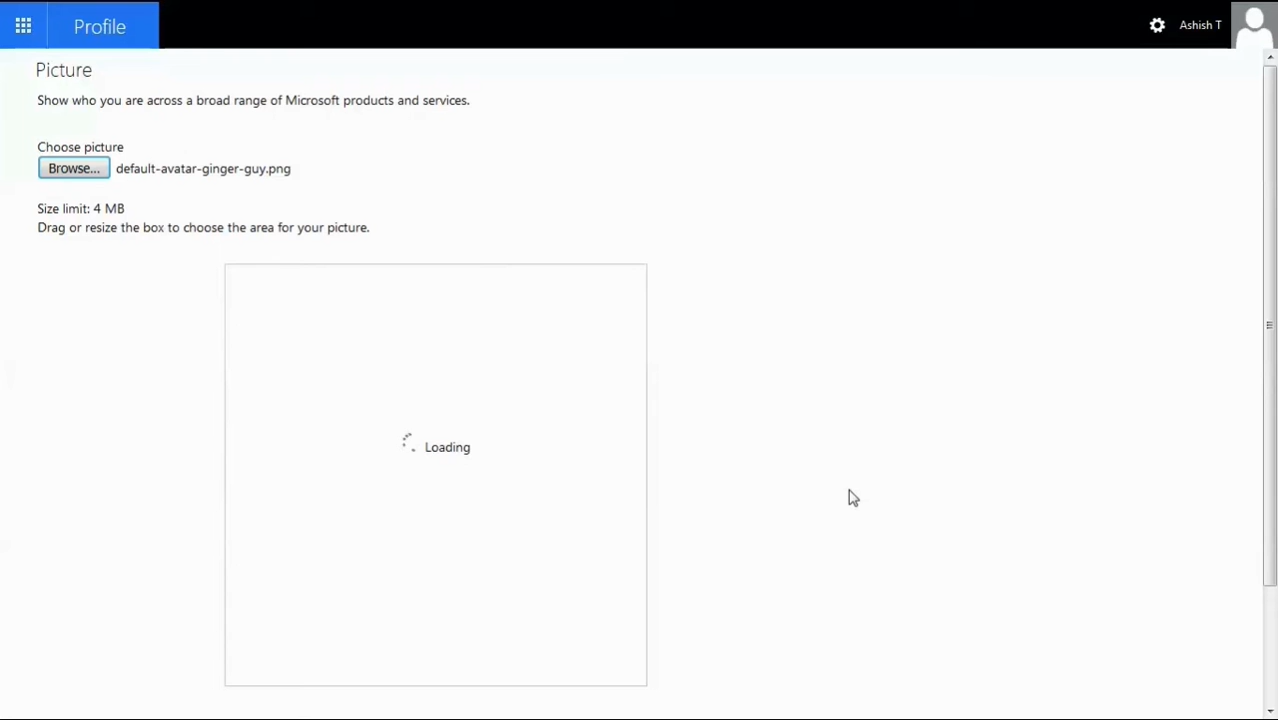 Profile
Ashish T
Picture
Show who you are across a broad range of Microsoft products and services.
Choose picture
Browse... default-avatar-ginger-guy.png
Size limit: 4 MB
Drag or resize the box to choose the area for your picture.
Loading